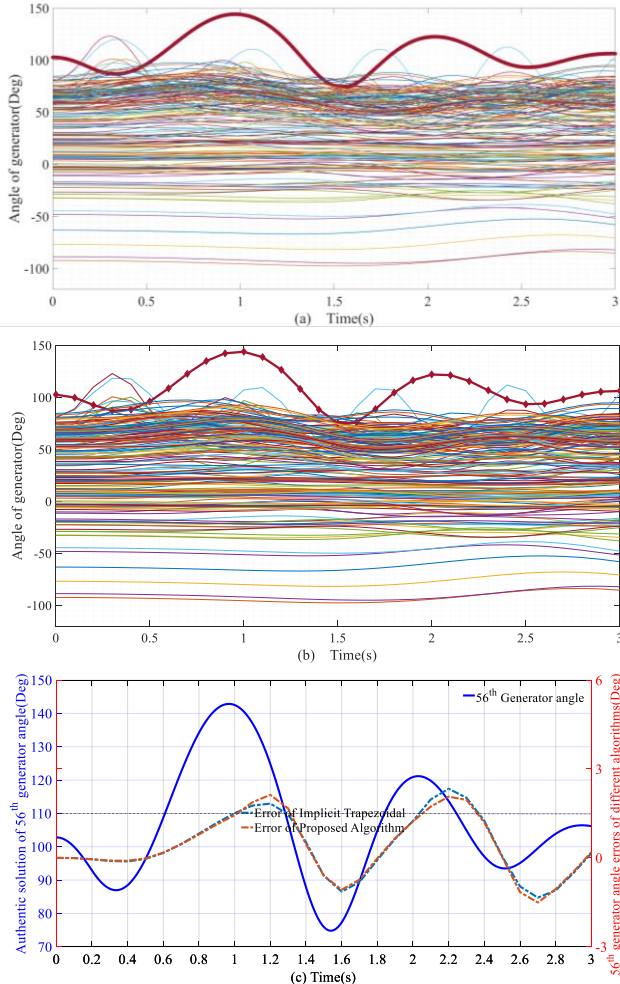 150
100
50
0
-50
-100
Angle of generator(Deg)
0 0.5 1 1.5 2 2.5 3
(a) Time(s)
150
100
50
0
-50
-100
Angle of generator(Deg)
0 0.5 1 1.5 2 2.5 3
(b) Time(s)
150
140
130
120
110
100
90
80
70
Authentic solution of 56th generator angle(Deg)
56th Generator angle
Error of Implicit Trapezoidal
Error of Proposed Algorithm
6
3
0
-3
56th generator angle errors of different algorithms(Deg)
0 0.2 0.4 0.6 0.8 1 1.2 1.4 1.6 1.8 2 2.2 2.4 2.6 2.8 3
(c) Time(s)